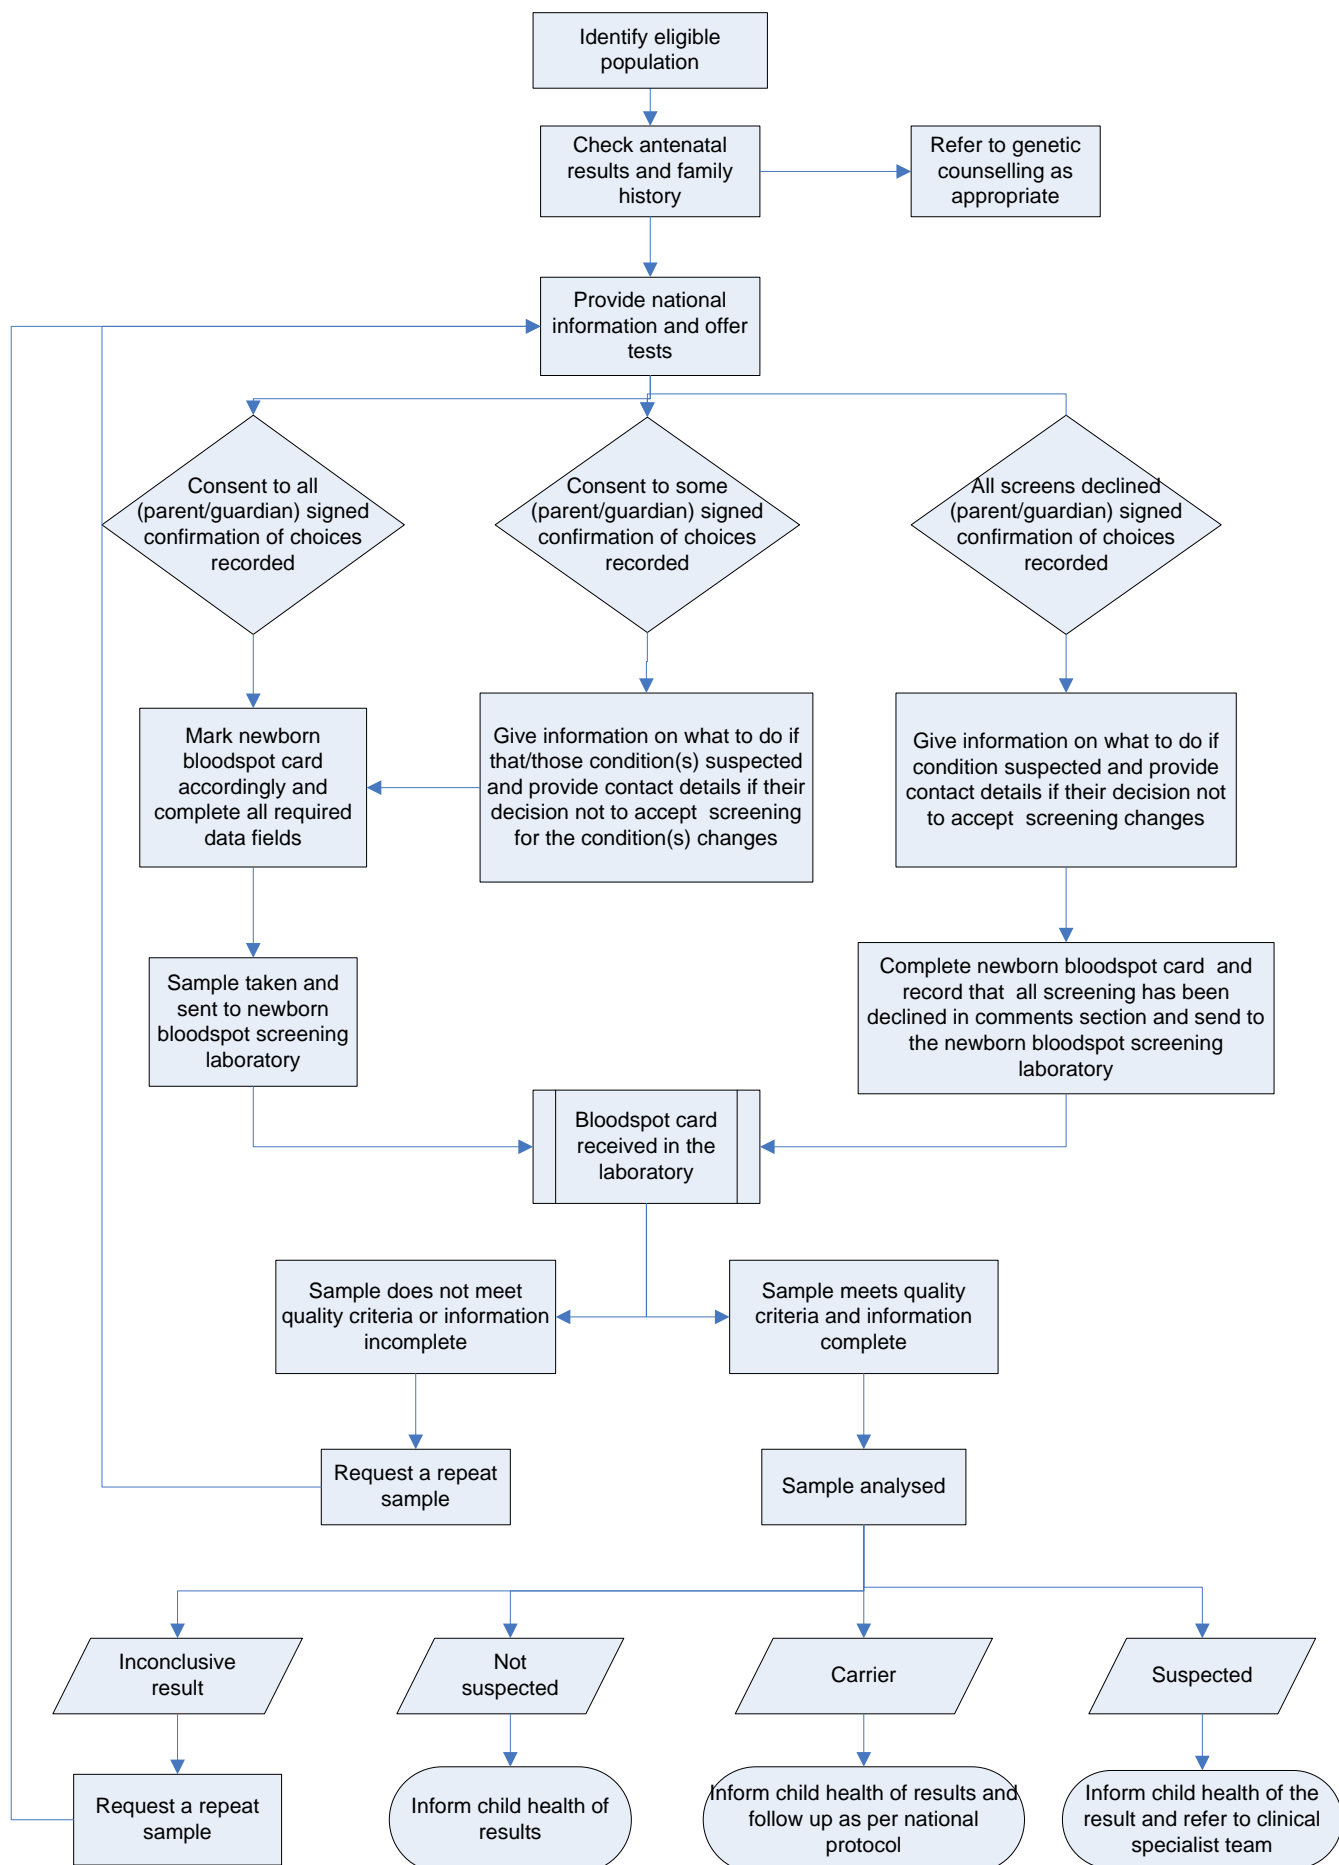 Identify eligible
population
Check antenatal
results and family
history
Refer to genetic
counselling as
appropriate
Provide national
information and offer
tests
Consent to all
(parent/guardian) signed
confirmation of choices
recorded
Consent to some
(parent/guardian) signed
confirmation of choices
recorded
All screens declined
(parent/guardian) signed
confirmation of choices
recorded
Mark newborn
bloodspot card
accordingly and
complete all required
data fields
Give information on what to do if
that/those condition(s) suspected
and provide contact details if their
decision not to accept  screening
for the condition(s) changes
Give information on what to do if
condition suspected and provide
contact details if their decision not
to accept  screening changes
Sample taken and
sent to newborn
bloodspot screening
laboratory
Complete newborn bloodspot card  and
record that  all screening has been
declined in comments section and send to
the newborn bloodspot screening
laboratory
Bloodspot card
received in the
laboratory
Sample does not meet
quality criteria or information
incomplete
Sample meets quality
criteria and information
complete
Request a repeat
sample
Sample analysed
Inconclusive
result
Not
suspected
Carrier
Suspected
Request a repeat
sample
Inform child health of
results
Inform child health of results and
follow up as per national
protocol
Inform child health of the
result and refer to clinical
specialist team